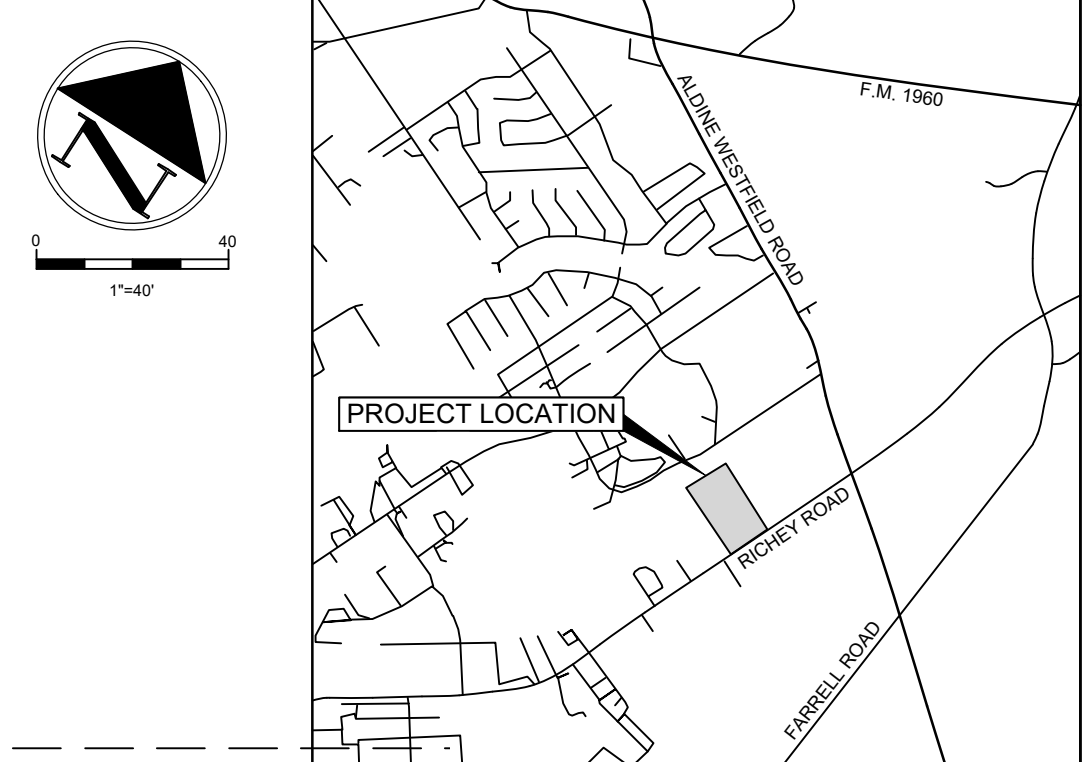 N
0 40
1"=40'
F.M. 1960
ALDINE WESTFIELD ROAD
PROJECT LOCATION
RICHEY ROAD
FARRELL ROAD